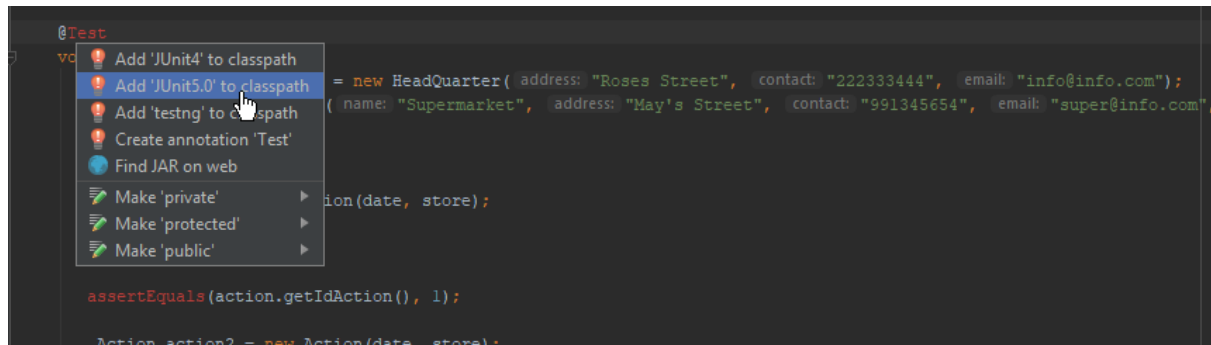 @Test
vo
Add 'JUnit4' to classpath
Add 'JUnit5.0' to classpath
Add 'testng' to classpath
Create annotation 'Test'
Find JAR on web
Make 'private'
Make 'protected'
Make 'public'
= new HeadQuarter( address: "Roses Street", contact: "222333444", email: "info@info.com");
( name: "Supermarket", address: "May's Street", contact: "991345654", email: "super@info.com",
ion(date, store);
assertEquals(action.getIdAction(), 1);
Action action2 = new Action(date, store);